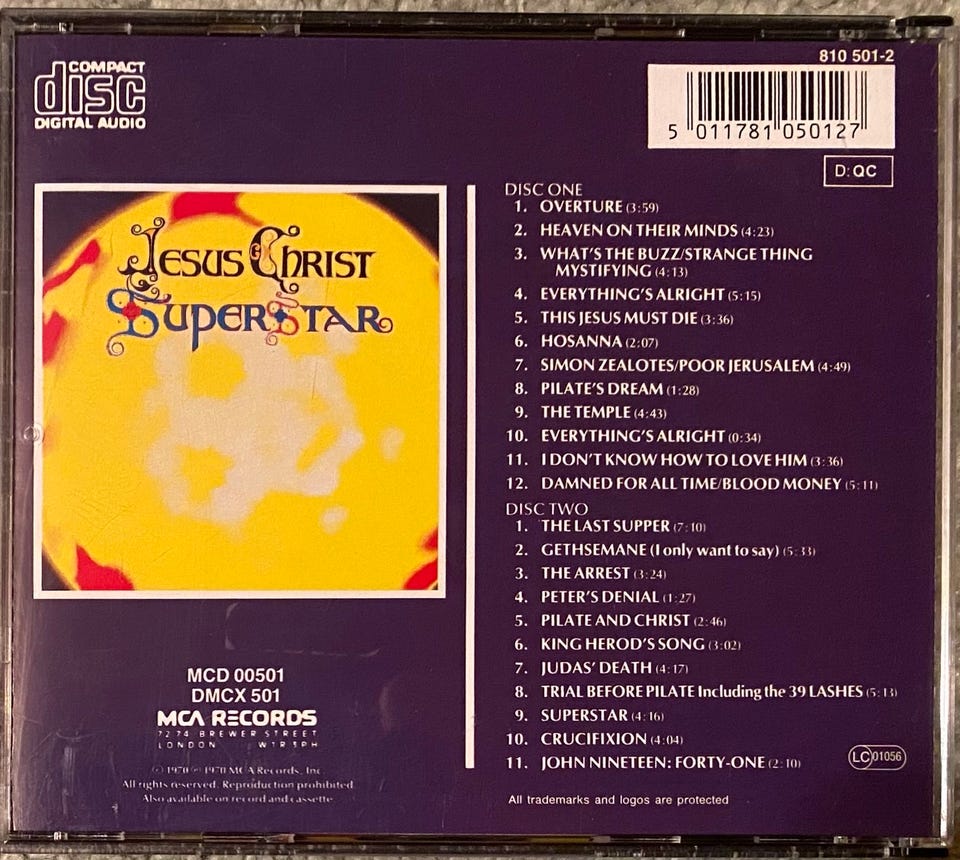 COMPACT
disc
DIGITAL AUDIO
810 501-2
5 011781 050127
D:QC
JESUS CHRIST
SUPERSTAR
DISC ONE
1. OVERTURE (3:59)
2. HEAVEN ON THEIR MINDS (4:23)
3. WHAT'S THE BUZZ/STRANGE THING
MYSTIFYING (4:13)
4. EVERYTHING'S ALRIGHT (5:15)
5. THIS JESUS MUST DIE (3:36)
6. HOSANNA (2:07)
7. SIMON ZEALOTES/POOR JERUSALEM (4:49)
8. PILATE'S DREAM (1:28)
9. THE TEMPLE (4:43)
10. EVERYTHING'S ALRIGHT (0:34)
11. I DON'T KNOW HOW TO LOVE HIM (3:36)
12. DAMNED FOR ALL TIME/BLOOD MONEY (5:11)
DISC TWO
1. THE LAST SUPPER (7:10)
2. GETHSEMANE (I only want to say) (5:33)
3. THE ARREST (3:24)
4. PETER'S DENIAL (1:27)
5. PILATE AND CHRIST (2:46)
6. KING HEROD'S SONG (3:02)
7. JUDAS' DEATH (4:17)
8. TRIAL BEFORE PILATE Including the 39 LASHES (5:13)
9. SUPERSTAR (4:16)
10. CRUCIFIXION (4:04)
11. JOHN NINETEEN: FORTY-ONE (2:10)
LC 01056
All trademarks and logos are protected
MCD 00501
DMCX 501
MCA RECORDS
72 74 BREWER STREET
LONDON W1R 3PH
© 1970 ℗ 1970 MCA Records, Inc.
All rights reserved. Reproduction prohibited
Also available on record and cassette